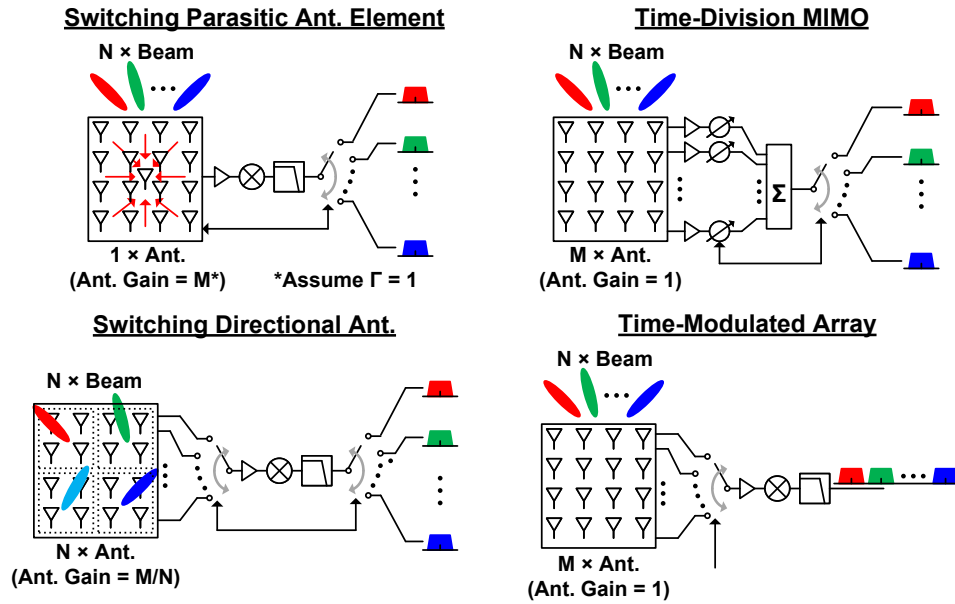 Switching Parasitic Ant. Element
N × Beam
1 × Ant.
(Ant. Gain = M*)
*Assume Γ = 1
Time-Division MIMO
N × Beam
Σ
M × Ant.
(Ant. Gain = 1)
Switching Directional Ant.
N × Beam
N × Ant.
(Ant. Gain = M/N)
Time-Modulated Array
N × Beam
M × Ant.
(Ant. Gain = 1)